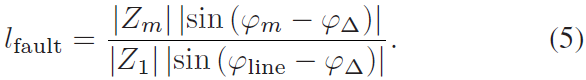 l_fault = |Z_m| |sin (φ_m − φ_Δ)| / |Z_1| |sin (φ_line − φ_Δ)| . (5)